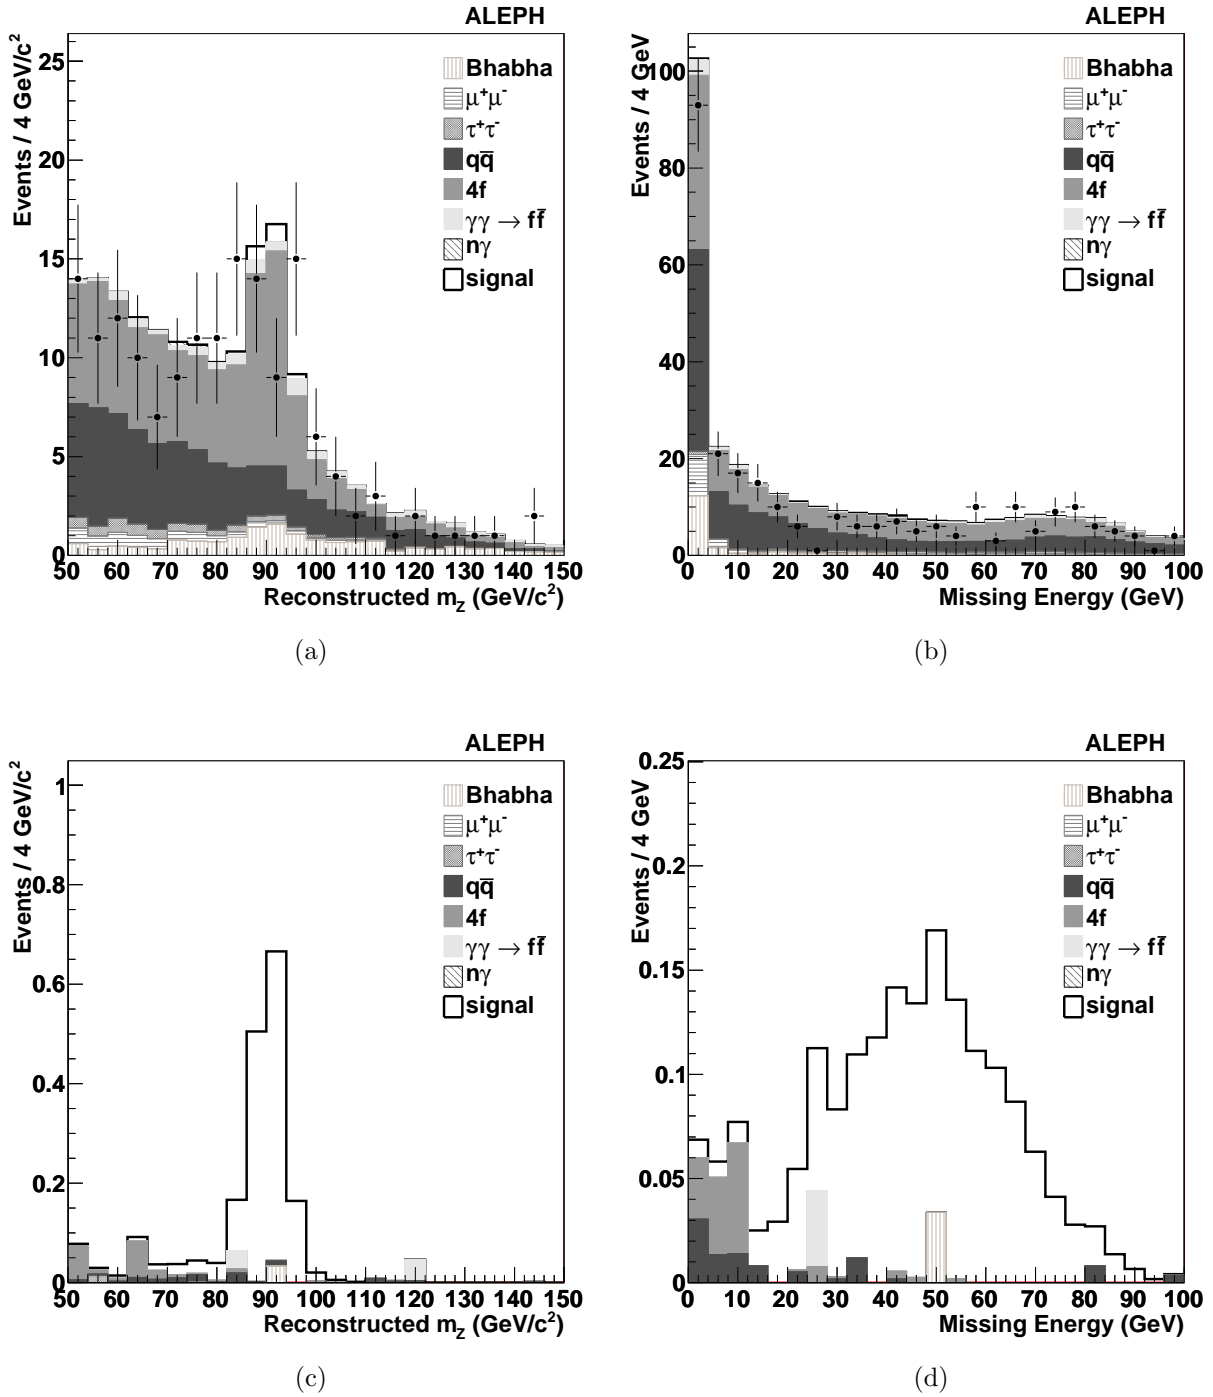 ALEPH
Events / 4 GeV/c²
25
20
15
10
5
0
50 60 70 80 90 100 110 120 130 140 150
Reconstructed m_Z (GeV/c²)
Bhabha
μ⁺μ⁻
τ⁺τ⁻
qq̄
4f
γγ → ff̄
nγ
signal
(a)
ALEPH
Events / 4 GeV
100
80
60
40
20
0
0 10 20 30 40 50 60 70 80 90 100
Missing Energy (GeV)
Bhabha
μ⁺μ⁻
τ⁺τ⁻
qq̄
4f
γγ → ff̄
nγ
signal
(b)
ALEPH
Events / 4 GeV/c²
1
0.8
0.6
0.4
0.2
0
50 60 70 80 90 100 110 120 130 140 150
Reconstructed m_Z (GeV/c²)
Bhabha
μ⁺μ⁻
τ⁺τ⁻
qq̄
4f
γγ → ff̄
nγ
signal
(c)
ALEPH
Events / 4 GeV
0.25
0.2
0.15
0.1
0.05
0
0 10 20 30 40 50 60 70 80 90 100
Missing Energy (GeV)
Bhabha
μ⁺μ⁻
τ⁺τ⁻
qq̄
4f
γγ → ff̄
nγ
signal
(d)